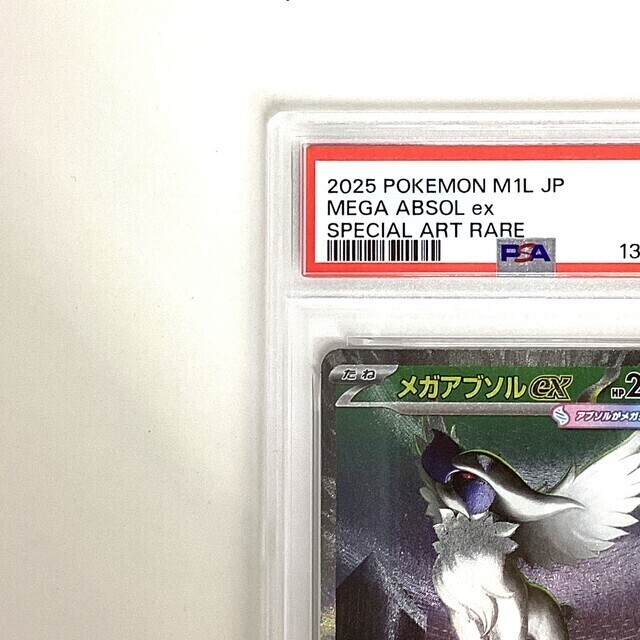 2025 POKEMON M1L JP
MEGA ABSOL ex
SPECIAL ART RARE
PSA
13
たね
メガアブソルex
HP 2
アブソルがメガ